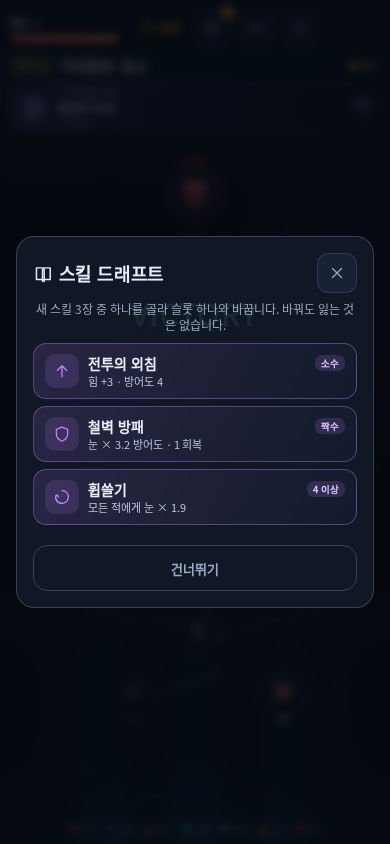 스킬 드래프트
새 스킬 3장 중 하나를 골라 슬롯 하나와 바꿉니다. 바꿔도 잃는 것
은 없습니다.
전투의 외침
소수
힘 +3 · 방어도 4
철벽 방패
짝수
눈 × 3.2 방어도 · 1 회복
휩쓸기
4 이상
모든 적에게 눈 × 1.9
건너뛰기